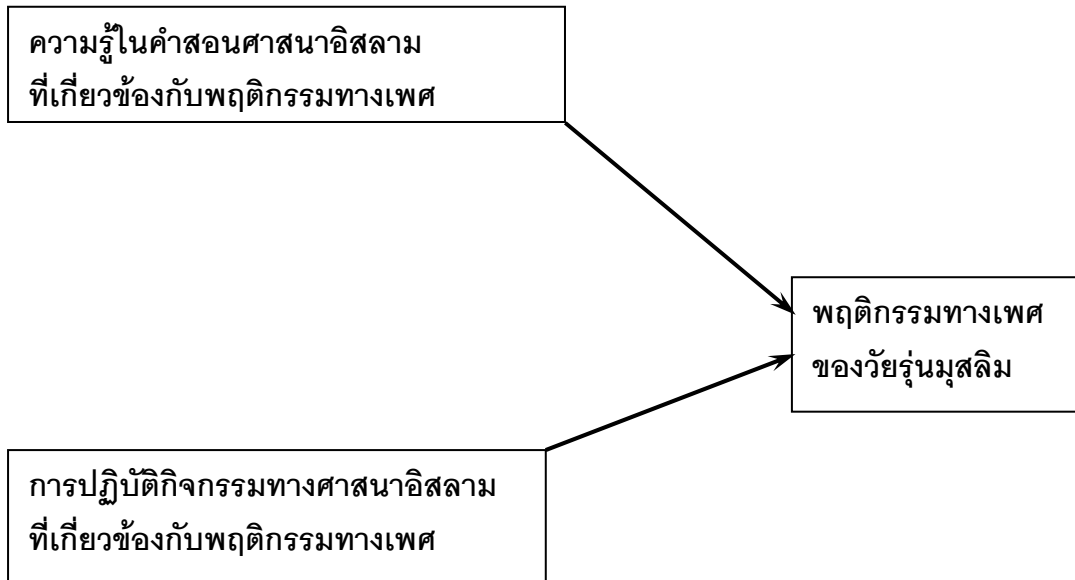 ความรู้ในคำสอนศาสนาอิสลาม
ที่เกี่ยวข้องกับพฤติกรรมทางเพศ
พฤติกรรมทางเพศ
ของวัยรุ่นมุสลิม
การปฏิบัติกิจกรรมทางศาสนาอิสลาม
ที่เกี่ยวข้องกับพฤติกรรมทางเพศ